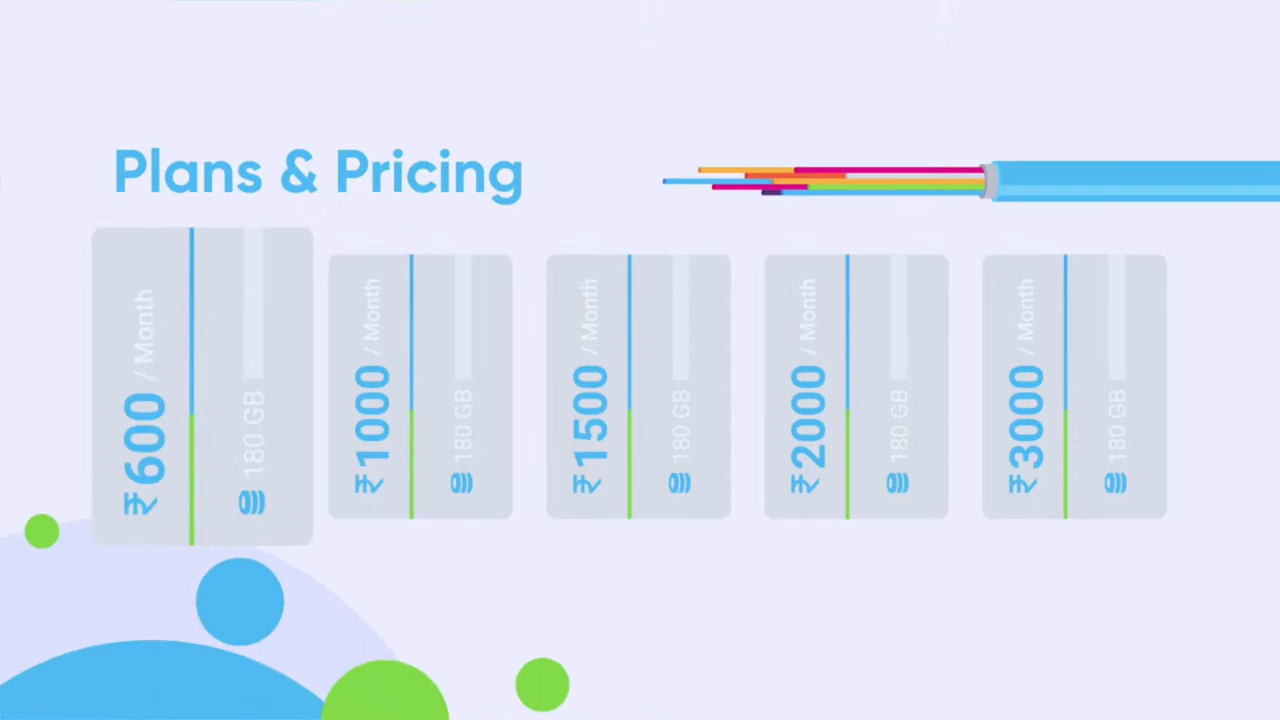 Plans & Pricing
₹600 / Month
180 GB
₹1000 / Month
180 GB
₹1500 / Month
180 GB
₹2000 / Month
180 GB
₹3000 / Month
180 GB